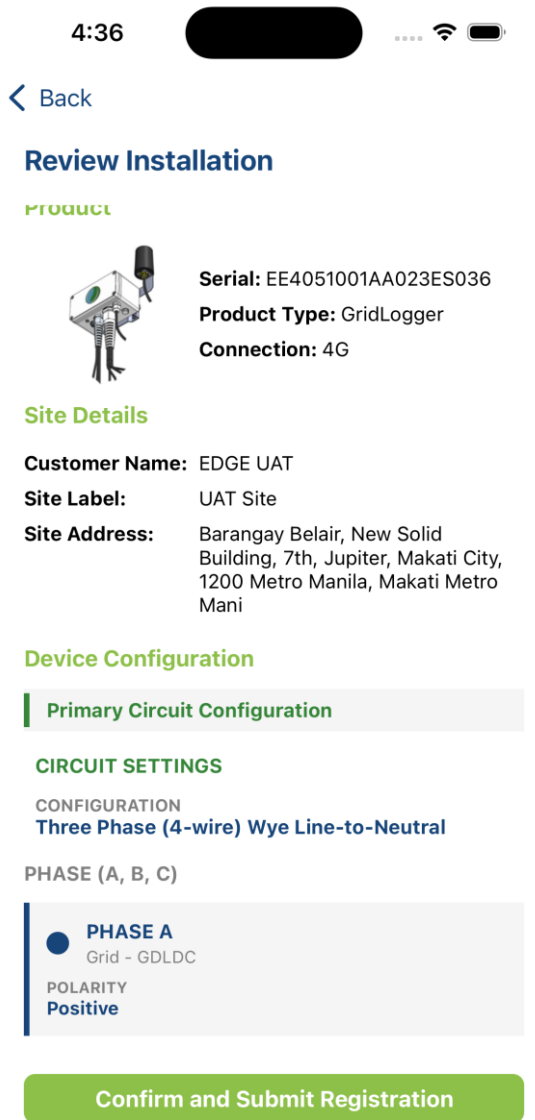 4:36
Back
Review Installation
Product
Serial: EE4051001AA023ES036
Product Type: GridLogger
Connection: 4G
Site Details
Customer Name: EDGE UAT
Site Label: UAT Site
Site Address: Barangay Belair, New Solid
Building, 7th, Jupiter, Makati City,
1200 Metro Manila, Makati Metro
Mani
Device Configuration
Primary Circuit Configuration
CIRCUIT SETTINGS
CONFIGURATION
Three Phase (4-wire) Wye Line-to-Neutral
PHASE (A, B, C)
PHASE A
Grid - GDLDC
POLARITY
Positive
Confirm and Submit Registration